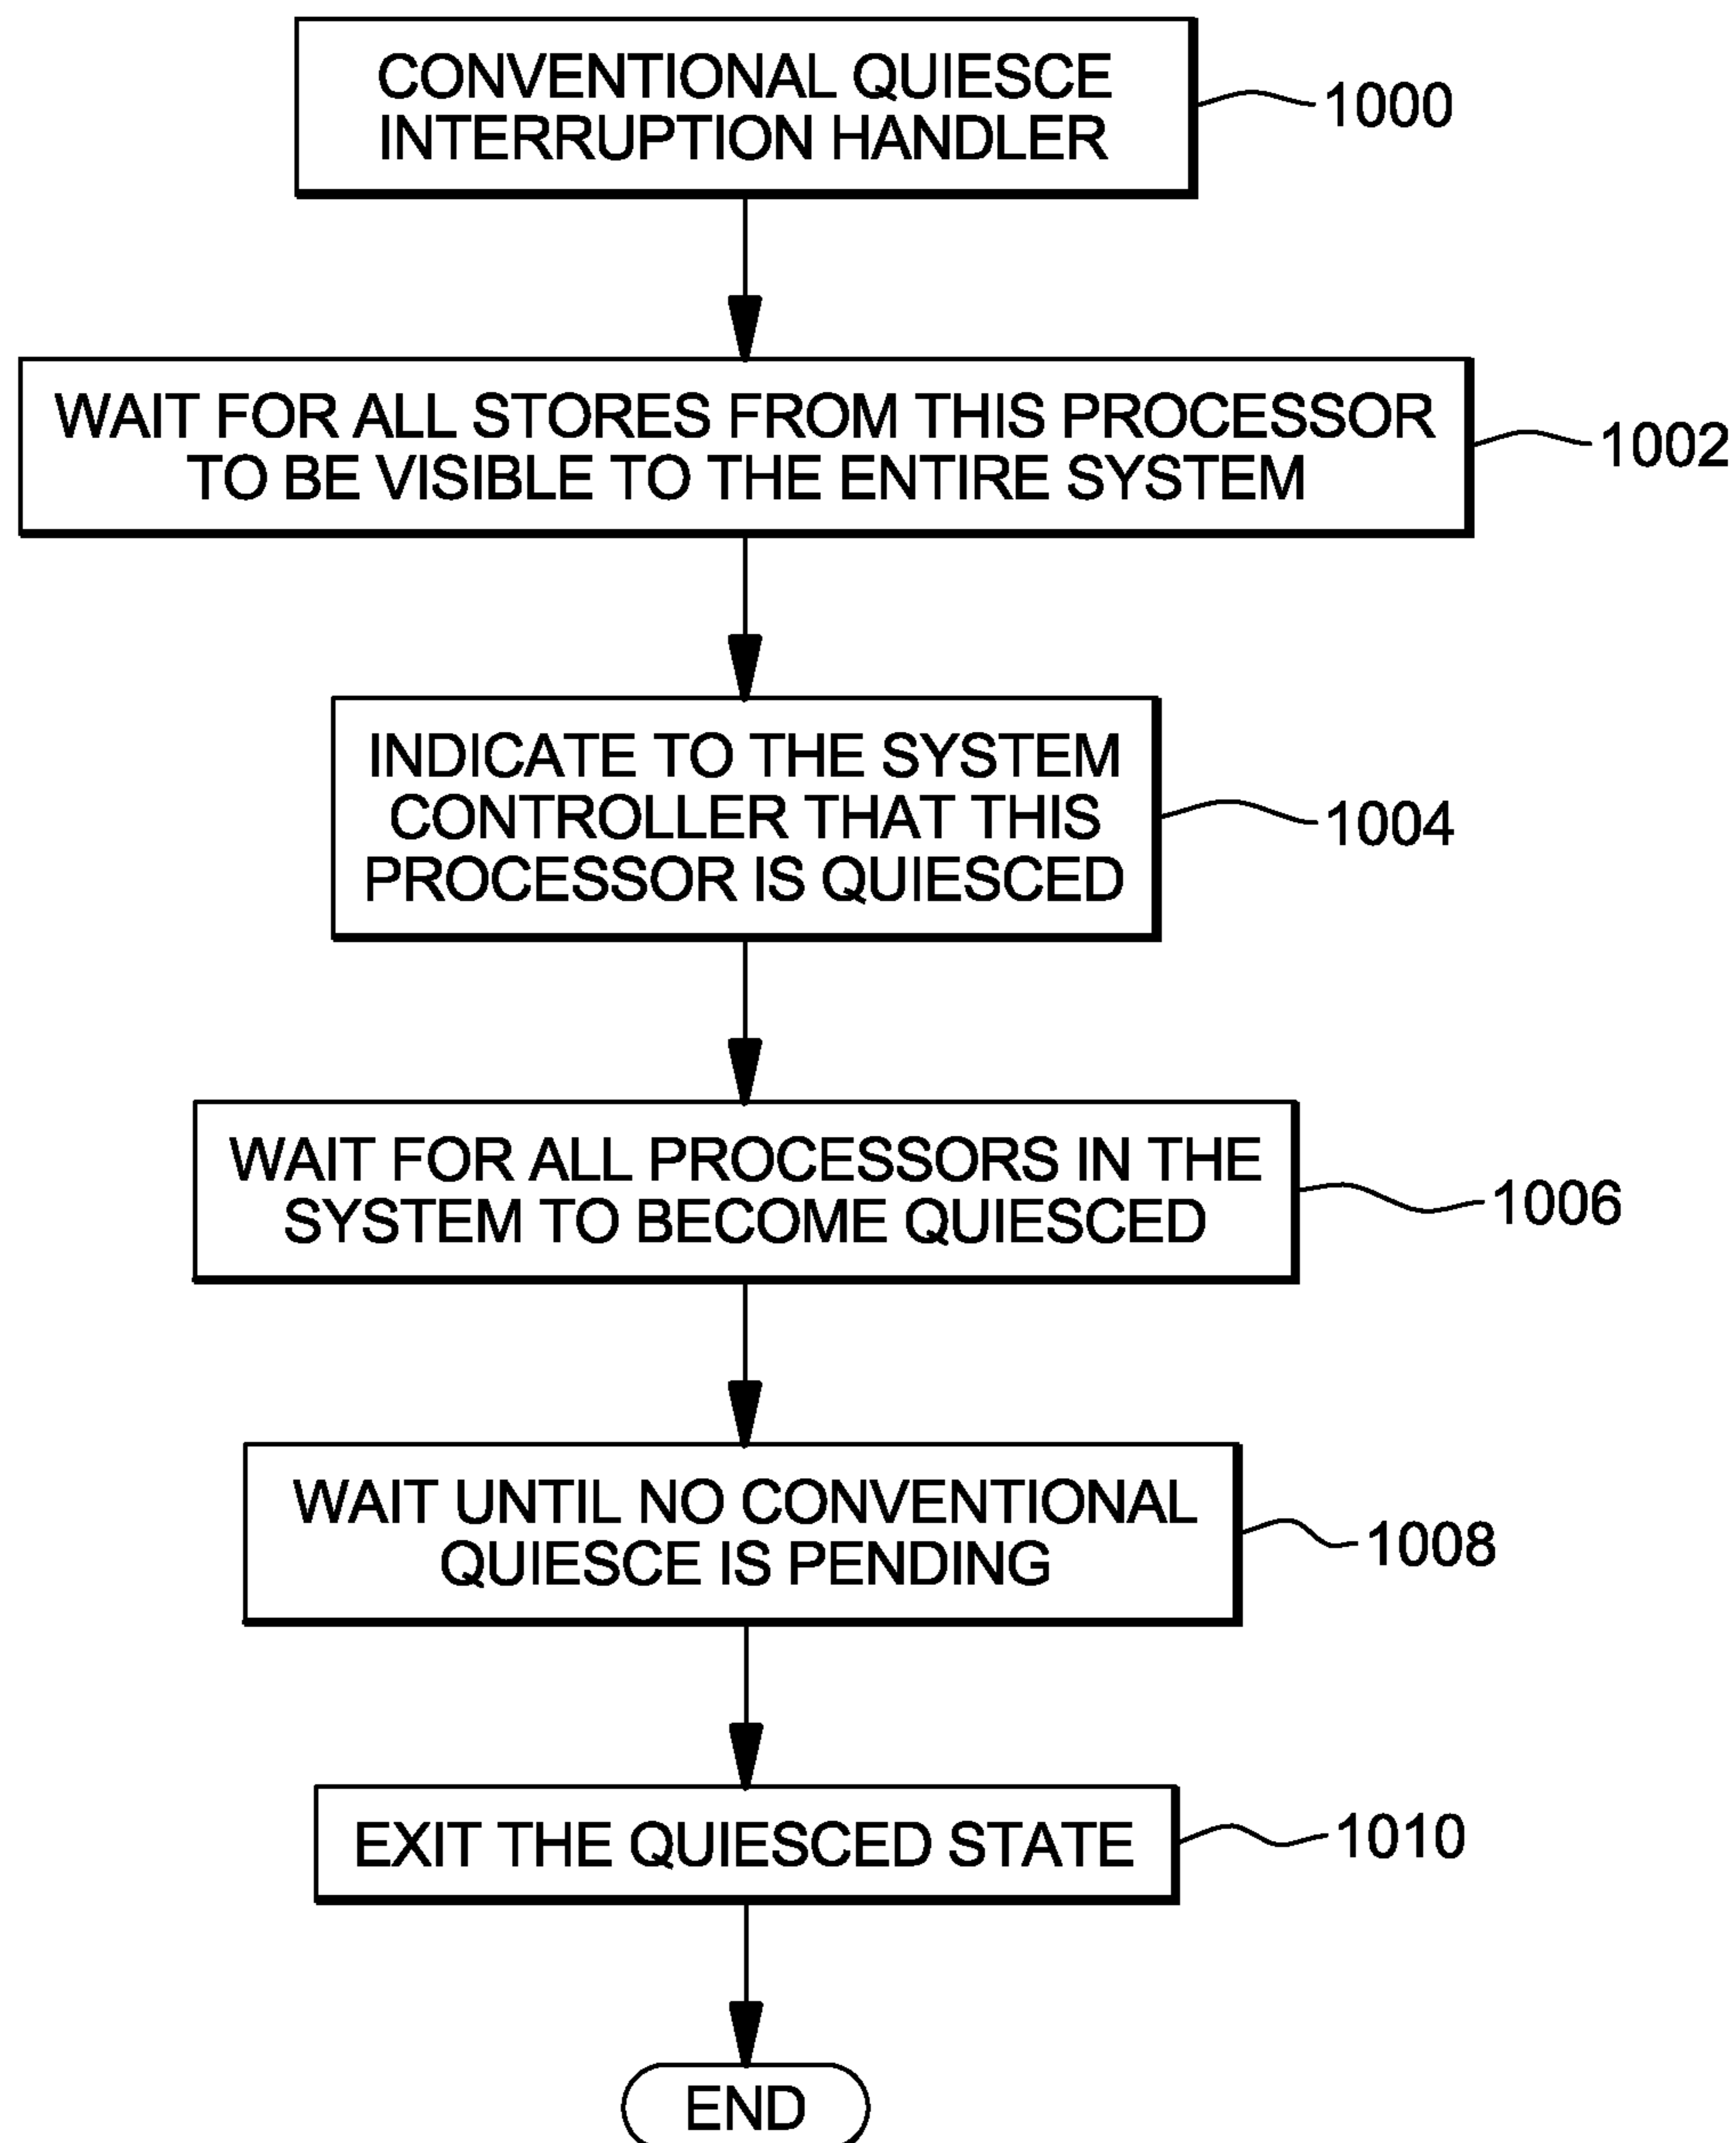 CONVENTIONAL QUIESCE
INTERRUPTION HANDLER
1000
WAIT FOR ALL STORES FROM THIS PROCESSOR
TO BE VISIBLE TO THE ENTIRE SYSTEM
1002
INDICATE TO THE SYSTEM
CONTROLLER THAT THIS
PROCESSOR IS QUIESCED
1004
WAIT FOR ALL PROCESSORS IN THE
SYSTEM TO BECOME QUIESCED
1006
WAIT UNTIL NO CONVENTIONAL
QUIESCE IS PENDING
1008
EXIT THE QUIESCED STATE
1010
END